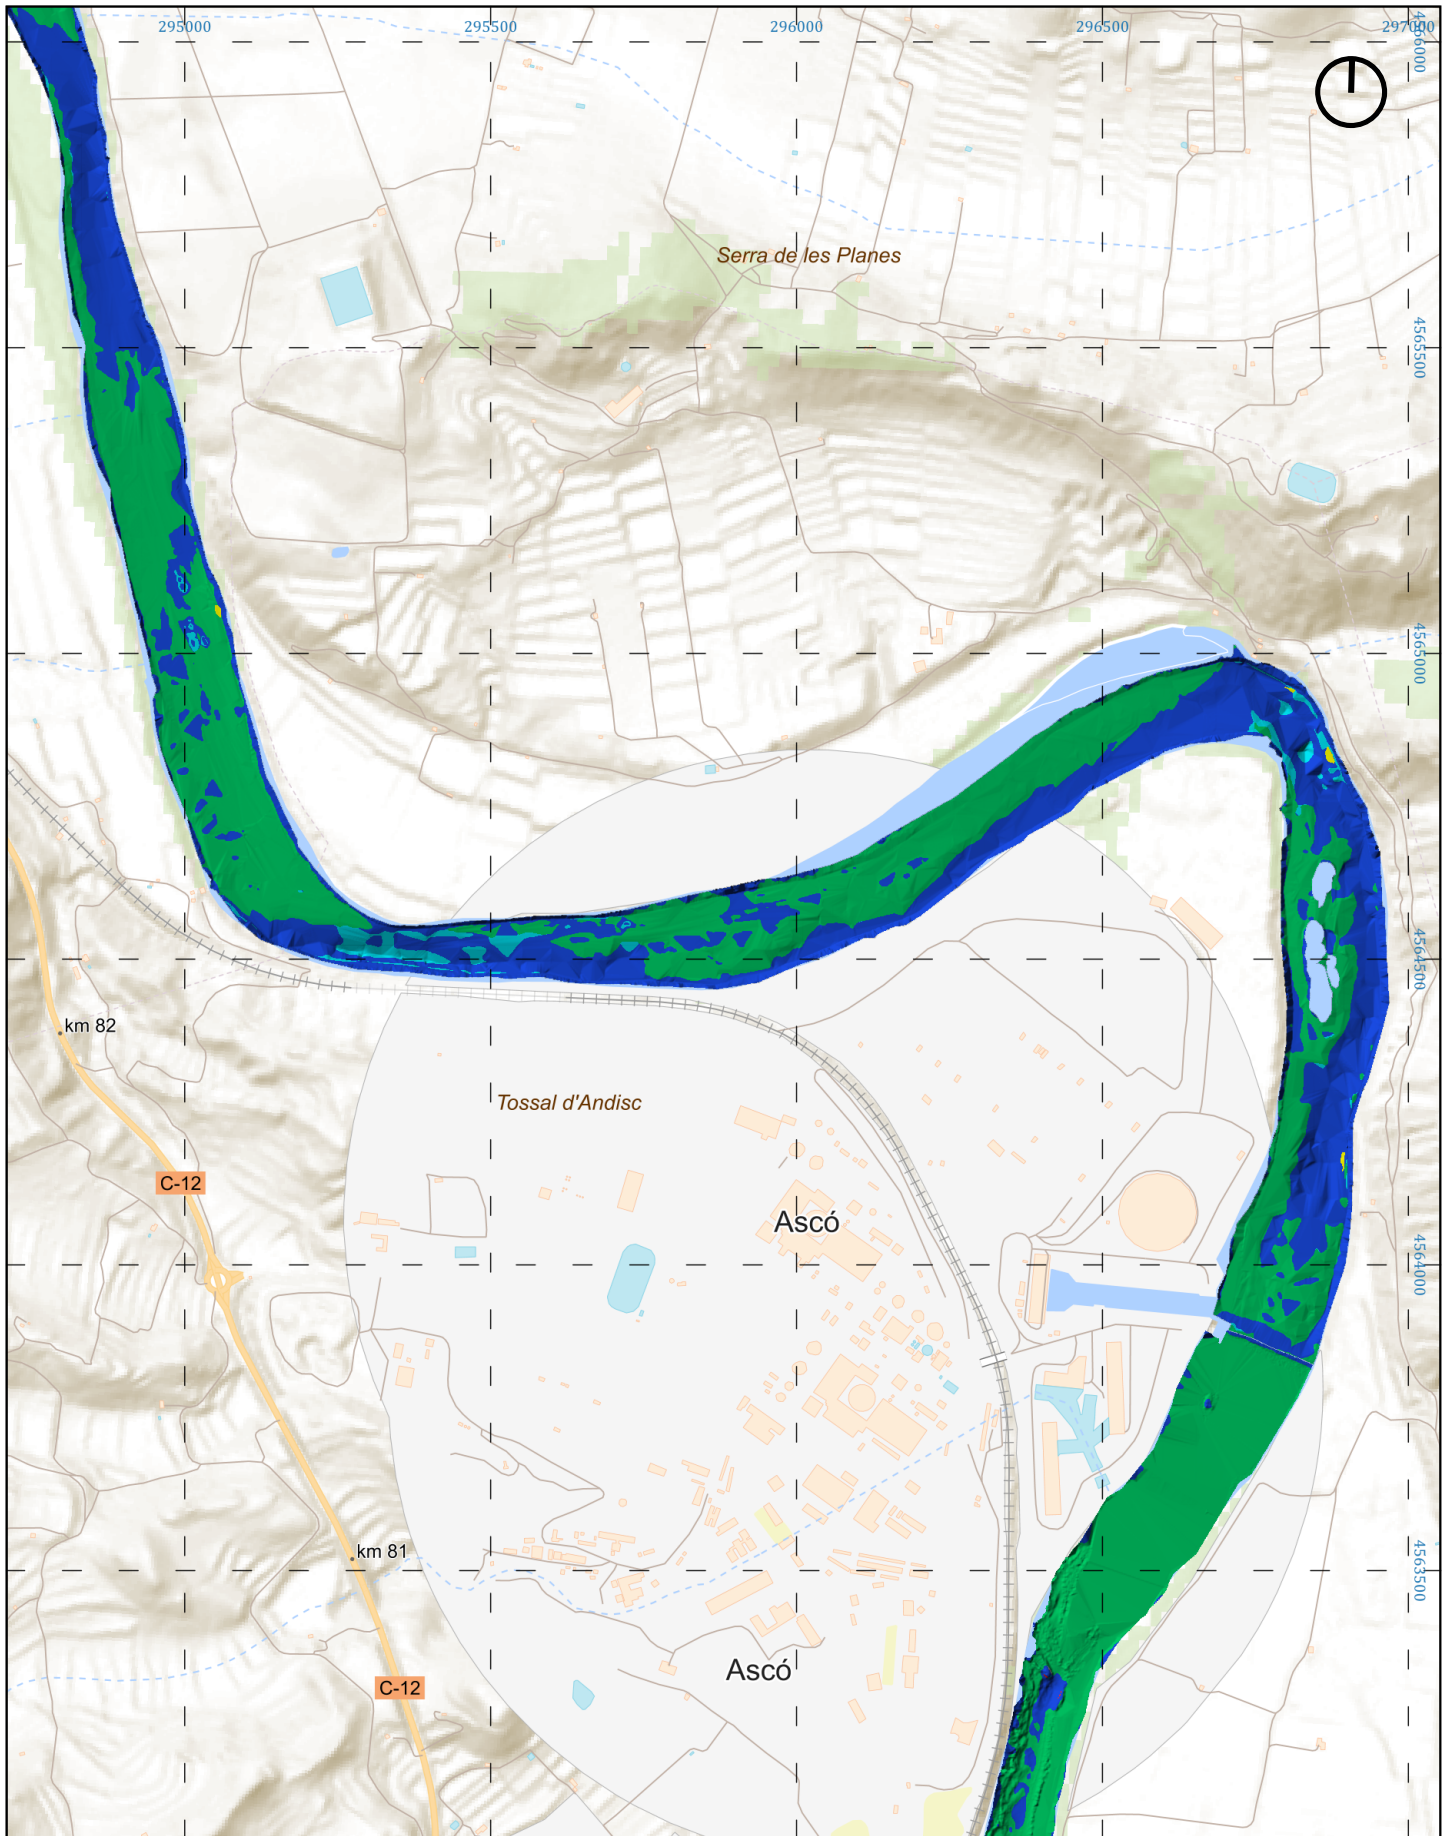 295000
295500
296000
296500
297000
4566000
Serra de les Planes
4565500
4565000
4564500
km 82
Tossal d'Andisc
C-12
Ascó
4564000
4563500
km 81
Ascó
C-12